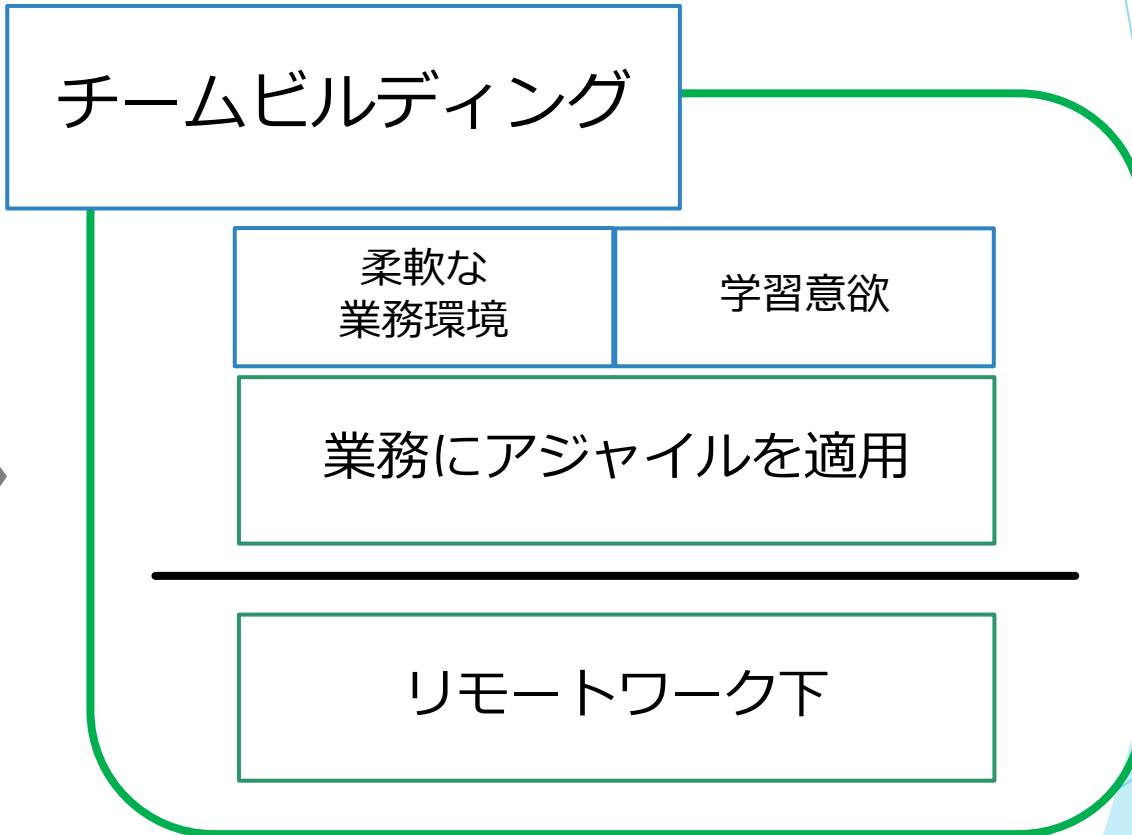 チームビルディング
柔軟な
業務環境
学習意欲
業務にアジャイルを適用
リモートワーク下